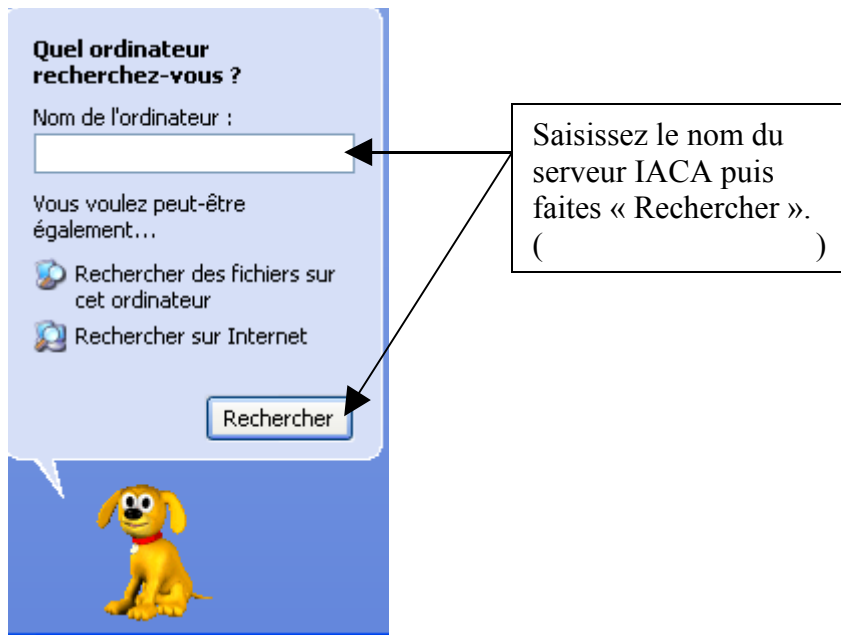 Quel ordinateur
recherchez-vous ?
Nom de l'ordinateur :
Vous voulez peut-être
également...
Rechercher des fichiers sur
cet ordinateur
Rechercher sur Internet
Rechercher
Saisissez le nom du
serveur IACA puis
faites « Rechercher ».
( )